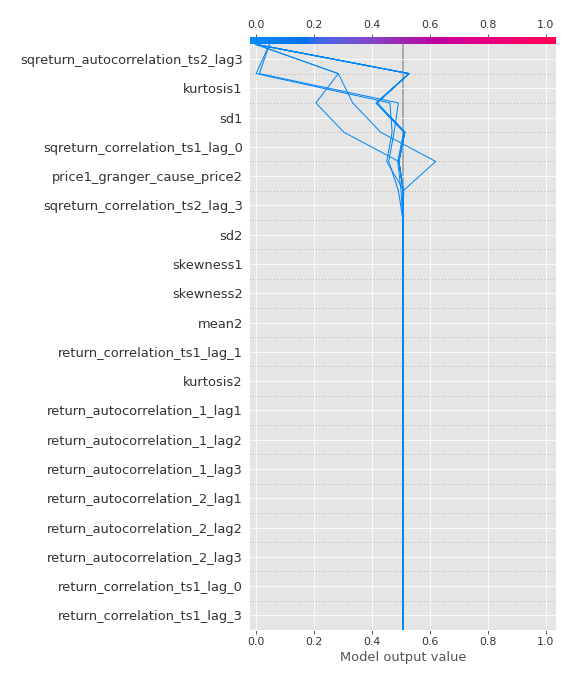 0.0 0.2 0.4 0.6 0.8 1.0
sqreturn_autocorrelation_ts2_lag3
kurtosis1
sd1
sqreturn_correlation_ts1_lag_0
price1_granger_cause_price2
sqreturn_correlation_ts2_lag_3
sd2
skewness1
skewness2
mean2
return_correlation_ts1_lag_1
kurtosis2
return_autocorrelation_1_lag1
return_autocorrelation_1_lag2
return_autocorrelation_1_lag3
return_autocorrelation_2_lag1
return_autocorrelation_2_lag2
return_autocorrelation_2_lag3
return_correlation_ts1_lag_0
return_correlation_ts1_lag_3
0.0 0.2 0.4 0.6 0.8 1.0
Model output value